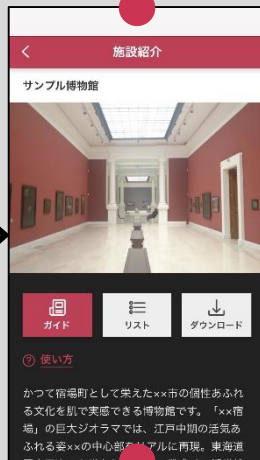 施設紹介
サンプル博物館
ガイド
リスト
ダウンロード
? 使い方
かつて宿場町として栄えた××市の個性あふれ
る文化を肌で実感できる博物館です。「××宿
場」の巨大ジオラマでは、江戸中期の活気あ
ふれる姿××の中心部を リアルに再現。東海道